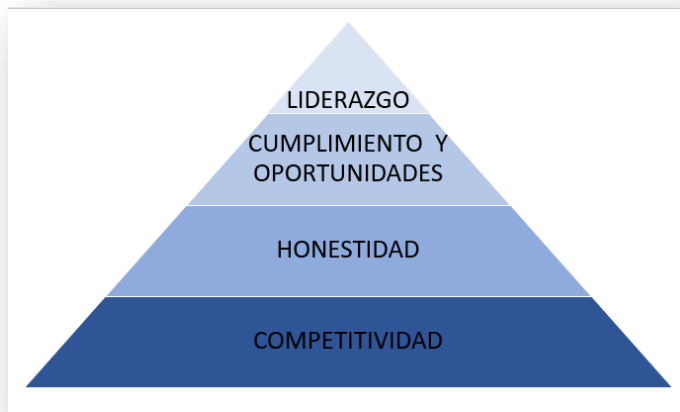 LIDERAZGO
CUMPLIMIENTO Y
OPORTUNIDADES
HONESTIDAD
COMPETITIVIDAD